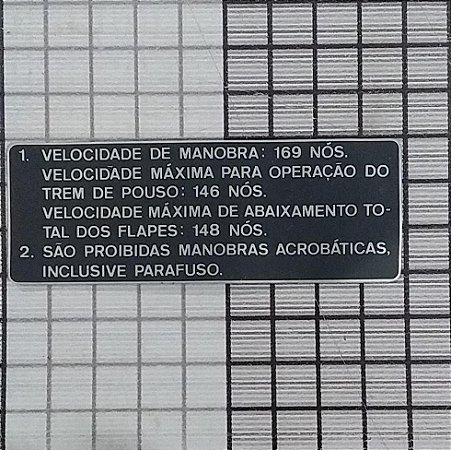 1. VELOCIDADE DE MANOBRA: 169 NÓS.
VELOCIDADE MÁXIMA PARA OPERAÇÃO DO
TREM DE POUSO: 146 NÓS.
VELOCIDADE MÁXIMA DE ABAIXAMENTO TO-
TAL DOS FLAPES: 148 NÓS.
2. SÃO PROIBIDAS MANOBRAS ACROBÁTICAS,
INCLUSIVE PARAFUSO.